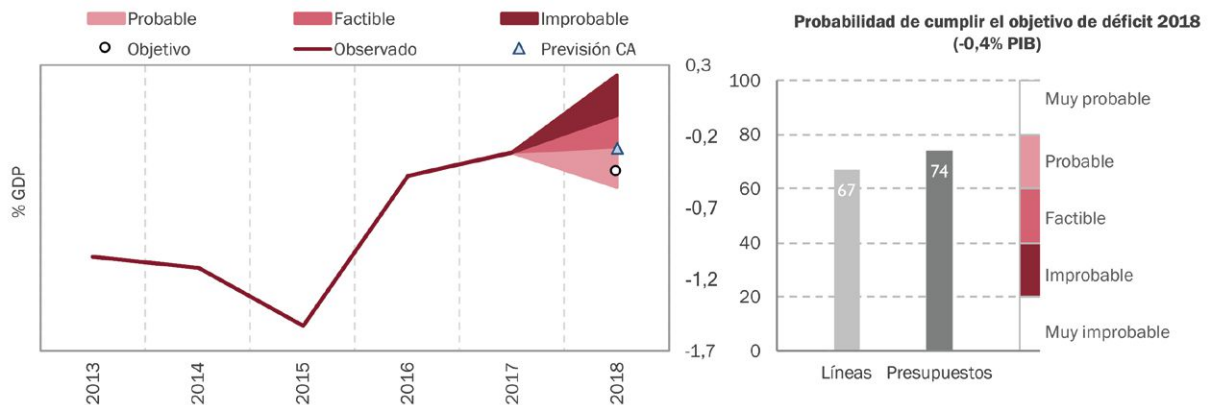 Probable Factible Improbable
Objetivo Observado Previsión CA
% GDP
0,3
-0,2
-0,7
-1,2
-1,7
2013 2014 2015 2016 2017 2018
Probabilidad de cumplir el objetivo de déficit 2018
(-0,4% PIB)
100
80
60
40
20
0
67
74
Líneas Presupuestos
Muy probable
Probable
Factible
Improbable
Muy improbable